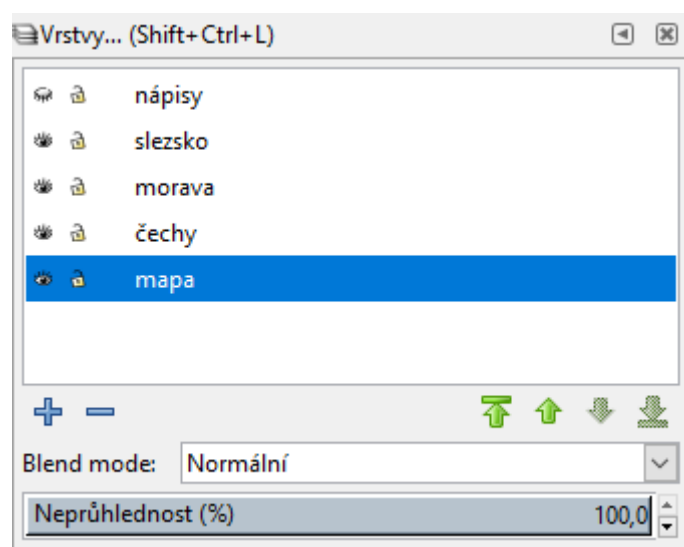 Vrstvy... (Shift+Ctrl+L)
nápisy
slezsko
morava
čechy
mapa
Blend mode: Normální
Neprůhlednost (%) 100,0